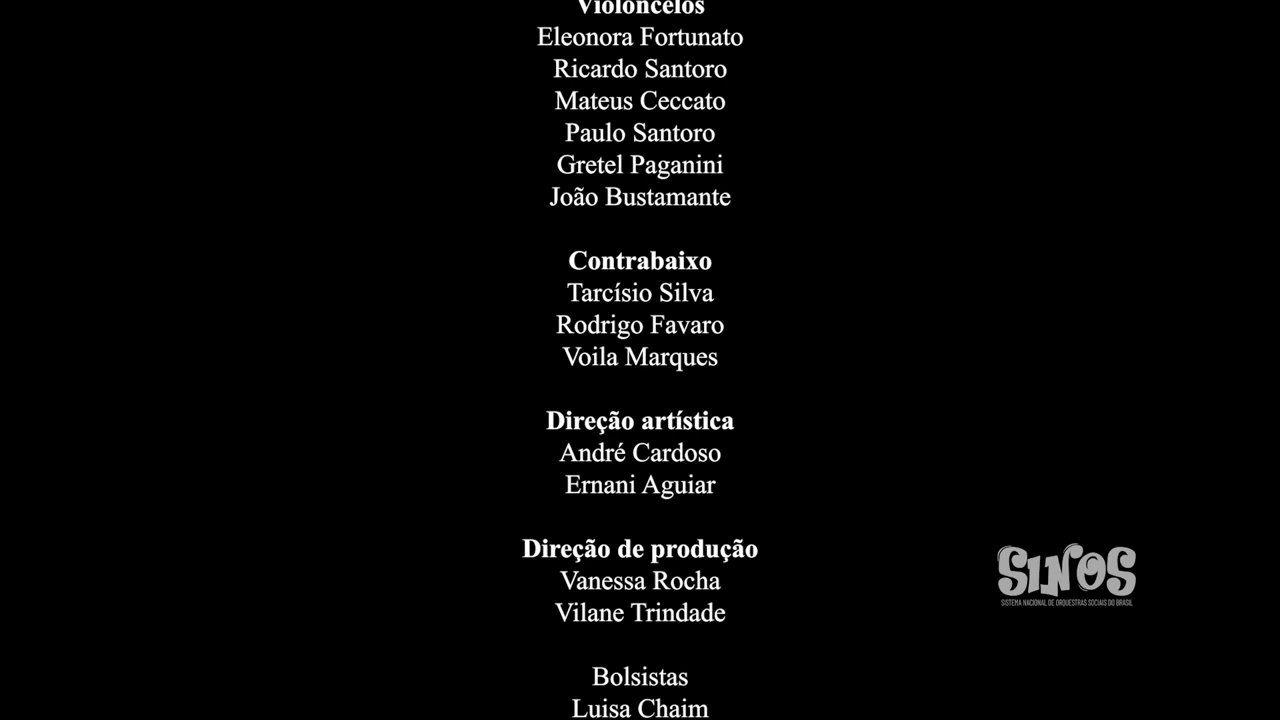 Violoncelos
Eleonora Fortunato
Ricardo Santoro
Mateus Ceccato
Paulo Santoro
Gretel Paganini
João Bustamante
Contrabaixo
Tarcísio Silva
Rodrigo Favaro
Voila Marques
Direção artística
André Cardoso
Ernani Aguiar
Direção de produção
Vanessa Rocha
Vilane Trindade
Bolsistas
Luisa Chaim
SINOS
SISTEMA NACIONAL DE ORQUESTRAS SOCIAIS DO BRASIL